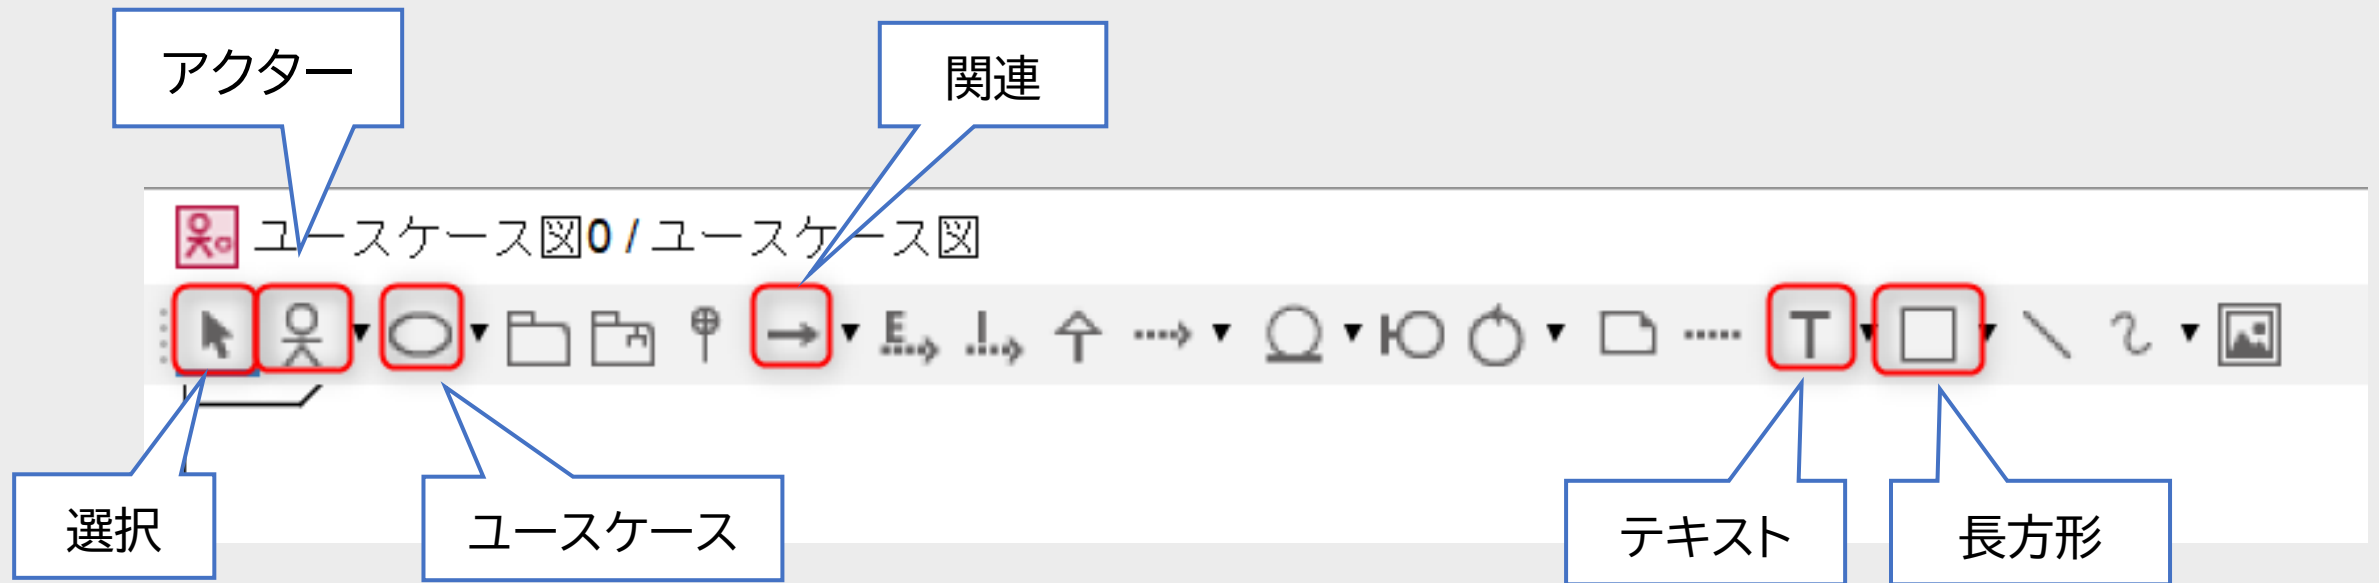 アクター
関連
ユースケース図0 / ユースケース図
E
I
T
選択
ユースケース
テキスト
長方形